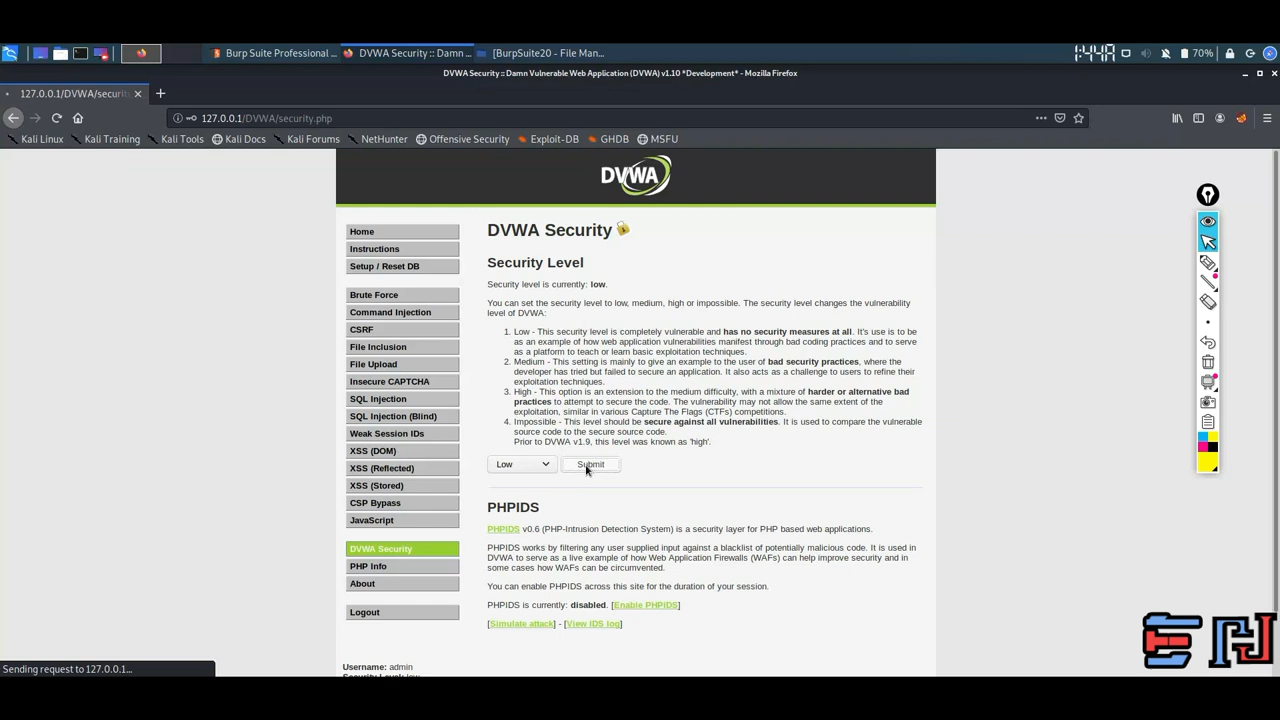 Burp Suite Professional ...
DVWA Security :: Damn ...
[BurpSuite20 - File Man...
70%
DVWA Security :: Damn Vulnerable Web Application (DVWA) v1.10 *Development* - Mozilla Firefox
127.0.0.1/DVWA/securit
127.0.0.1/DVWA/security.php
Kali Linux
Kali Training
Kali Tools
Kali Docs
Kali Forums
NetHunter
Offensive Security
Exploit-DB
GHDB
MSFU
DVWA
Home
Instructions
Setup / Reset DB
Brute Force
Command Injection
CSRF
File Inclusion
File Upload
Insecure CAPTCHA
SQL Injection
SQL Injection (Blind)
Weak Session IDs
XSS (DOM)
XSS (Reflected)
XSS (Stored)
CSP Bypass
JavaScript
DVWA Security
PHP Info
About
Logout
DVWA Security
Security Level
Security level is currently: low.
You can set the security level to low, medium, high or impossible. The security level changes the vulnerability
level of DVWA:
1. Low - This security level is completely vulnerable and has no security measures at all. It's use is to be
as an example of how web application vulnerabilities manifest through bad coding practices and to serve
as a platform to teach or learn basic exploitation techniques.
2. Medium - This setting is mainly to give an example to the user of bad security practices, where the
developer has tried but failed to secure an application. It also acts as a challenge to users to refine their
exploitation techniques.
3. High - This option is an extension to the medium difficulty, with a mixture of harder or alternative bad
practices to attempt to secure the code. The vulnerability may not allow the same extent of the
exploitation, similar in various Capture The Flags (CTFs) competitions.
4. Impossible - This level should be secure against all vulnerabilities. It is used to compare the vulnerable
source code to the secure source code.
Prior to DVWA v1.9, this level was known as 'high'.
Low
Submit
PHPIDS
PHPIDS v0.6 (PHP-Intrusion Detection System) is a security layer for PHP based web applications.
PHPIDS works by filtering any user supplied input against a blacklist of potentially malicious code. It is used in
DVWA to serve as a live example of how Web Application Firewalls (WAFs) can help improve security and in
some cases how WAFs can be circumvented.
You can enable PHPIDS across this site for the duration of your session.
PHPIDS is currently: disabled. [Enable PHPIDS]
[Simulate attack] - [View IDS log]
Username: admin
Security Level: low
Sending request to 127.0.0.1...